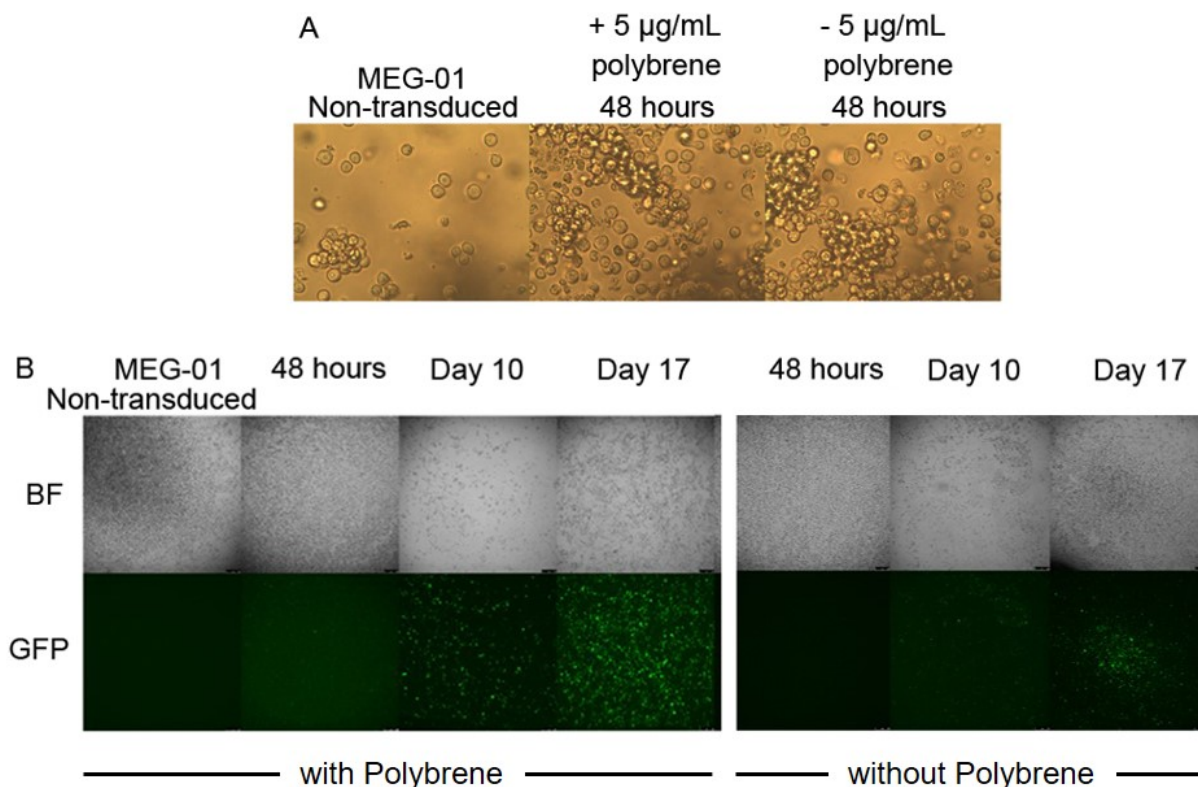 A
MEG-01
Non-transduced
+ 5 µg/mL
polybrene
48 hours
- 5 µg/mL
polybrene
48 hours
B
MEG-01
Non-transduced
48 hours
Day 10
Day 17
48 hours
Day 10
Day 17
BF
GFP
with Polybrene
without Polybrene